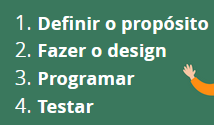 1. Definir o propósito
2. Fazer o design
3. Programar
4. Testar